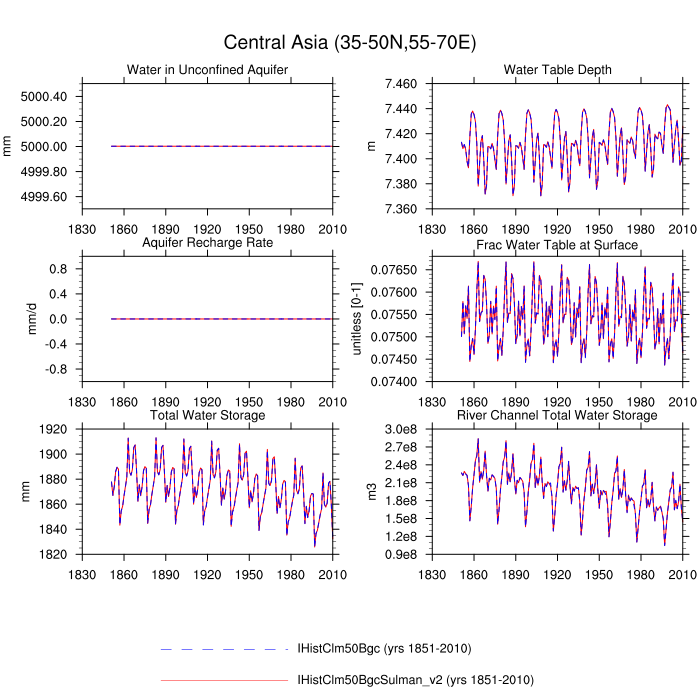 Central Asia (35-50N,55-70E)
Water in Unconfined Aquifer
Water Table Depth
5000.40
5000.20
5000.00
4999.80
4999.60
mm
1830 1860 1890 1920 1950 1980 2010
7.460
7.440
7.420
7.400
7.380
7.360
m
1830 1860 1890 1920 1950 1980 2010
Aquifer Recharge Rate
Frac Water Table at Surface
0.8
0.4
0.0
-0.4
-0.8
mm/d
1830 1860 1890 1920 1950 1980 2010
0.07650
0.07600
0.07550
0.07500
0.07450
0.07400
unitless [0-1]
1830 1860 1890 1920 1950 1980 2010
Total Water Storage
River Channel Total Water Storage
1920
1900
1880
1860
1840
1820
mm
1830 1860 1890 1920 1950 1980 2010
3.0e8
2.7e8
2.4e8
2.1e8
1.8e8
1.5e8
1.2e8
0.9e8
m3
1830 1860 1890 1920 1950 1980 2010
IHistClm50Bgc (yrs 1851-2010)
IHistClm50BgcSulman_v2 (yrs 1851-2010)